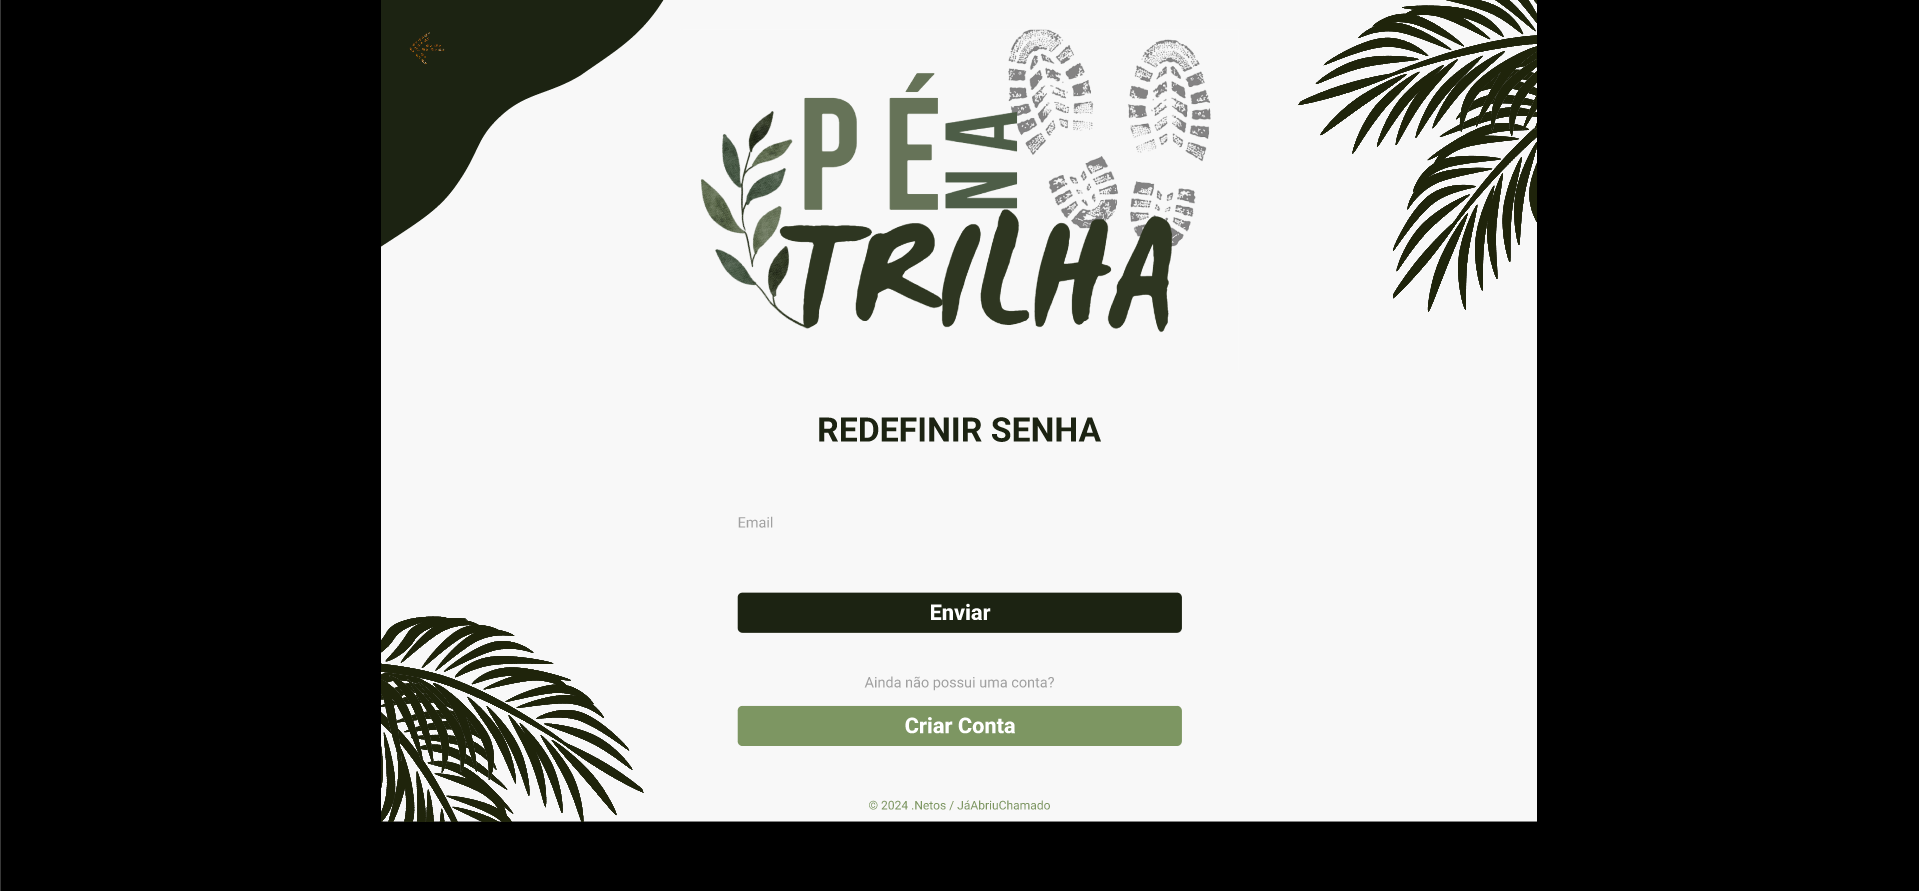 PÉ
NA
TRILHA
REDEFINIR SENHA
Email
Enviar
Ainda não possui uma conta?
Criar Conta
© 2024 .Netos / JáAbriuChamado